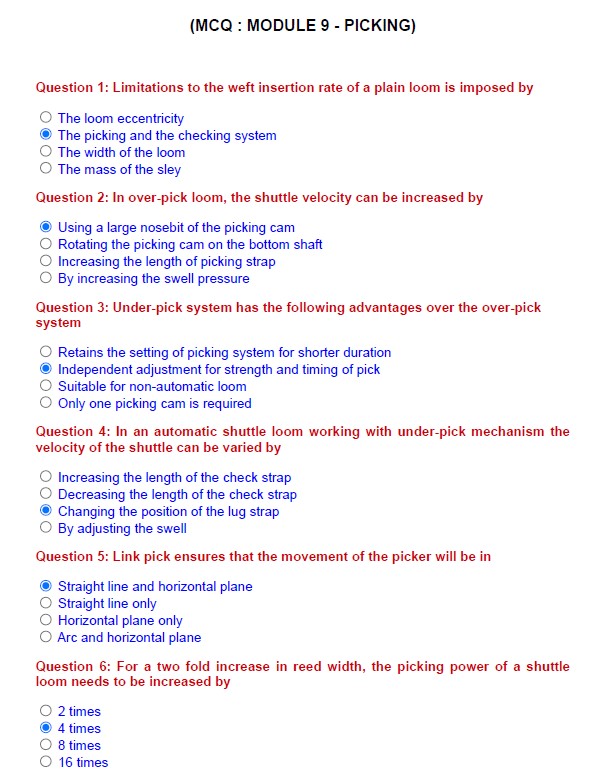 (MCQ : MODULE 9 - PICKING)
Question 1: Limitations to the weft insertion rate of a plain loom is imposed by
The loom eccentricity
The picking and the checking system
The width of the loom
The mass of the sley
Question 2: In over-pick loom, the shuttle velocity can be increased by
Using a large nosebit of the picking cam
Rotating the picking cam on the bottom shaft
Increasing the length of picking strap
By increasing the swell pressure
Question 3: Under-pick system has the following advantages over the over-pick
system
Retains the setting of picking system for shorter duration
Independent adjustment for strength and timing of pick
Suitable for non-automatic loom
Only one picking cam is required
Question 4: In an automatic shuttle loom working with under-pick mechanism the
velocity of the shuttle can be varied by
Increasing the length of the check strap
Decreasing the length of the check strap
Changing the position of the lug strap
By adjusting the swell
Question 5: Link pick ensures that the movement of the picker will be in
Straight line and horizontal plane
Straight line only
Horizontal plane only
Arc and horizontal plane
Question 6: For a two fold increase in reed width, the picking power of a shuttle
loom needs to be increased by
2 times
4 times
8 times
16 times